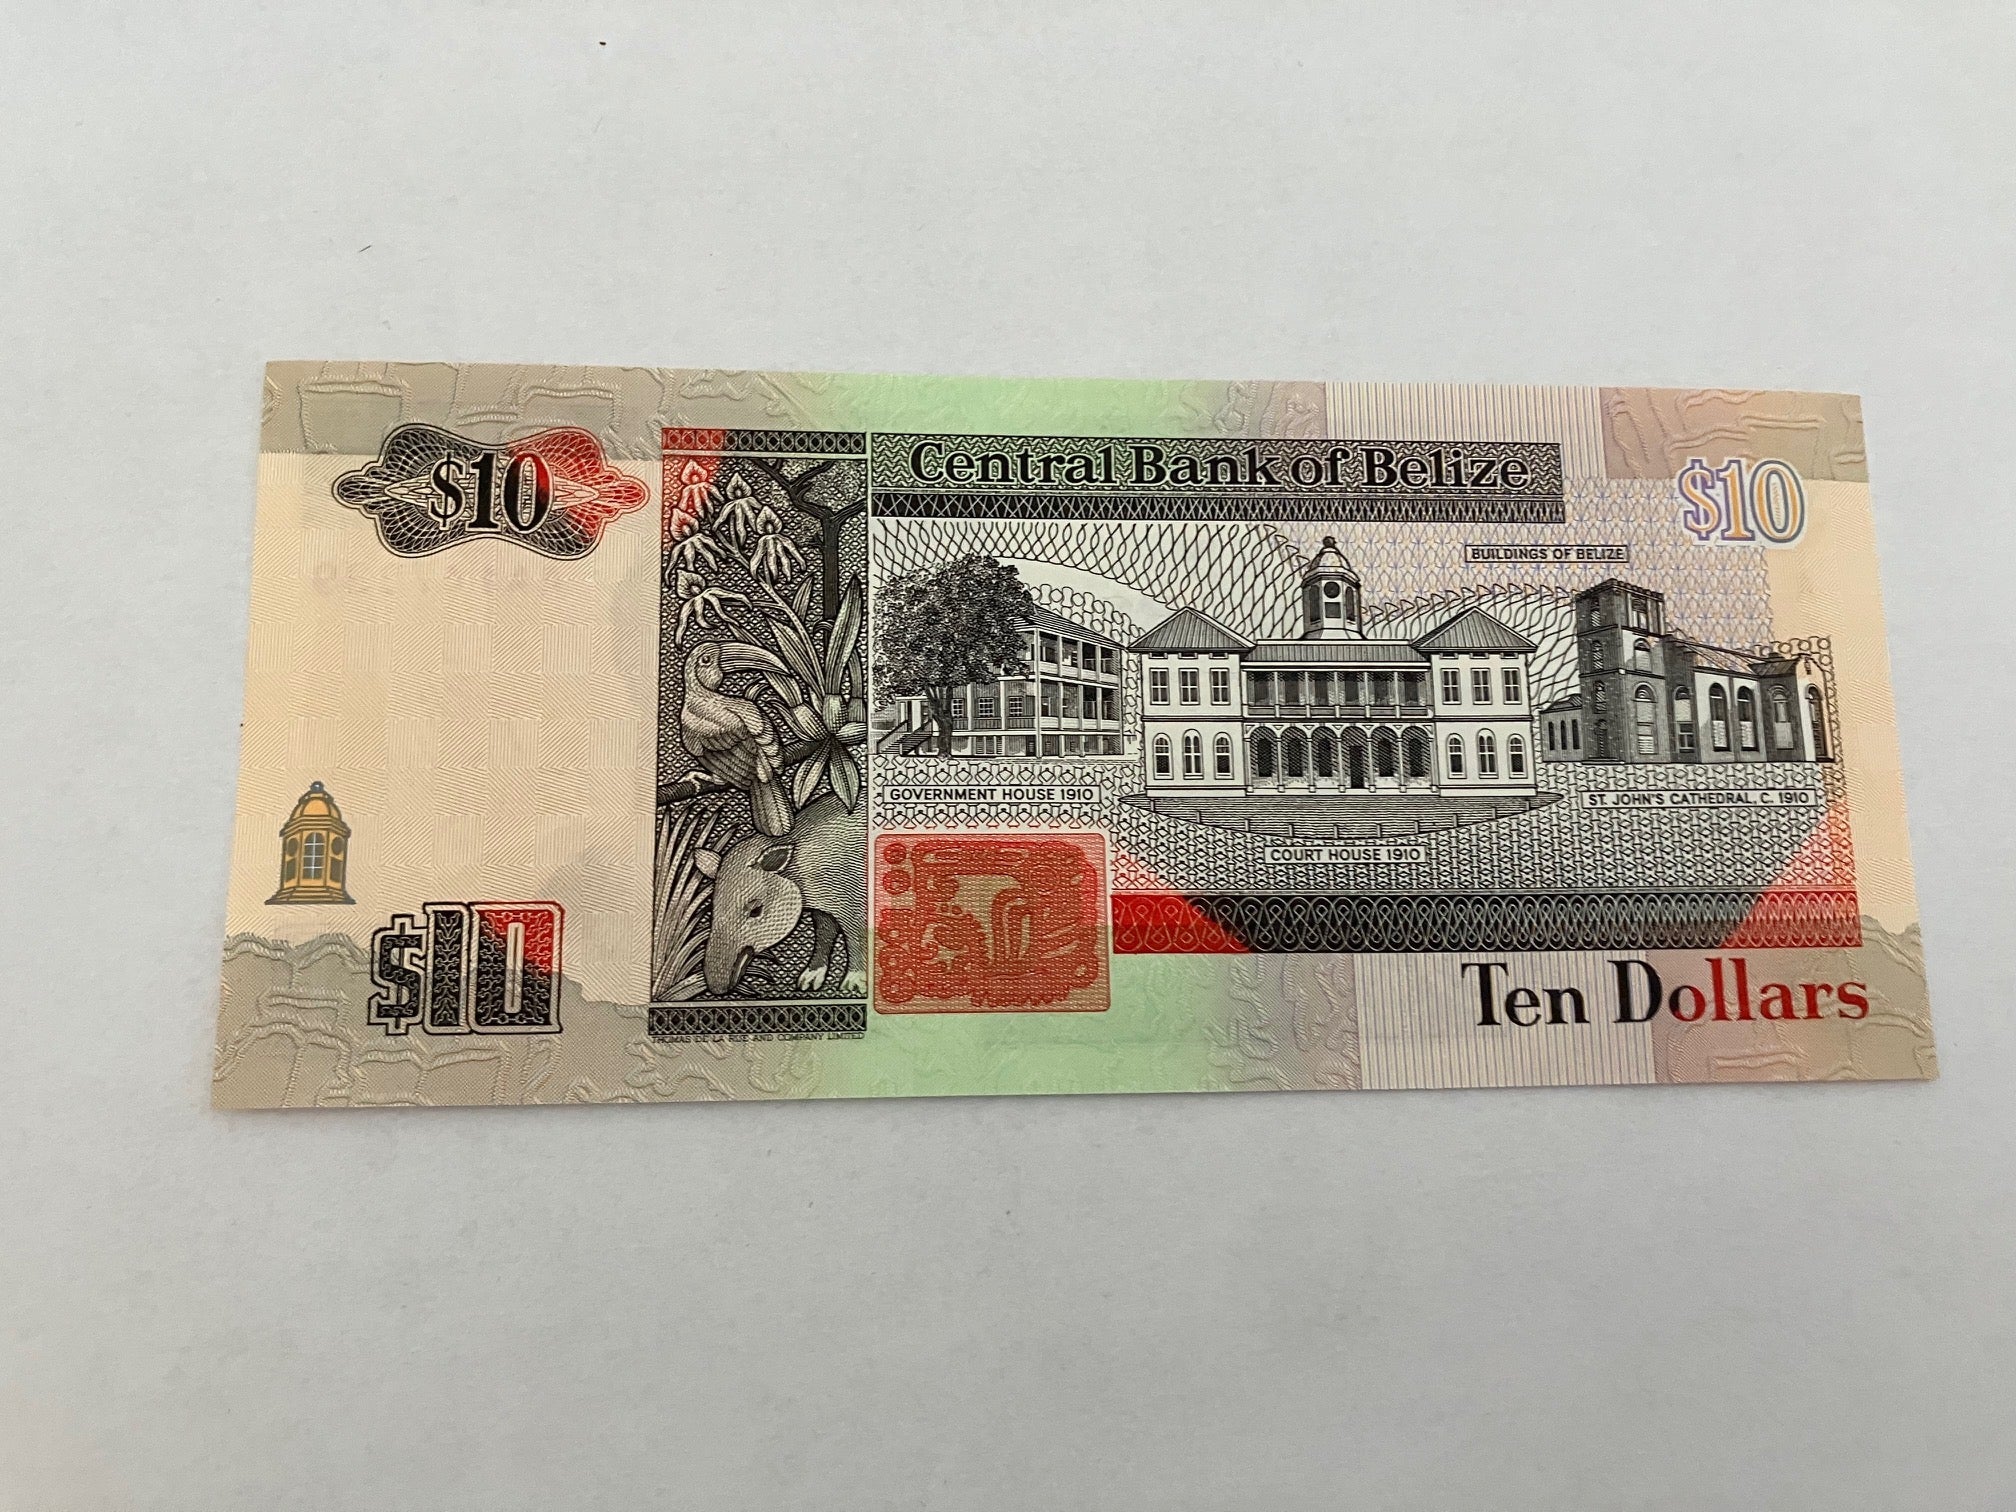 $10
Central Bank of Belize
$10
BUILDINGS OF BELIZE
GOVERNMENT HOUSE 1910
ST. JOHN'S CATHEDRAL, C. 1910
COURT HOUSE 1910
$10
Ten Dollars
THOMAS DE LA RUE AND COMPANY LIMITED